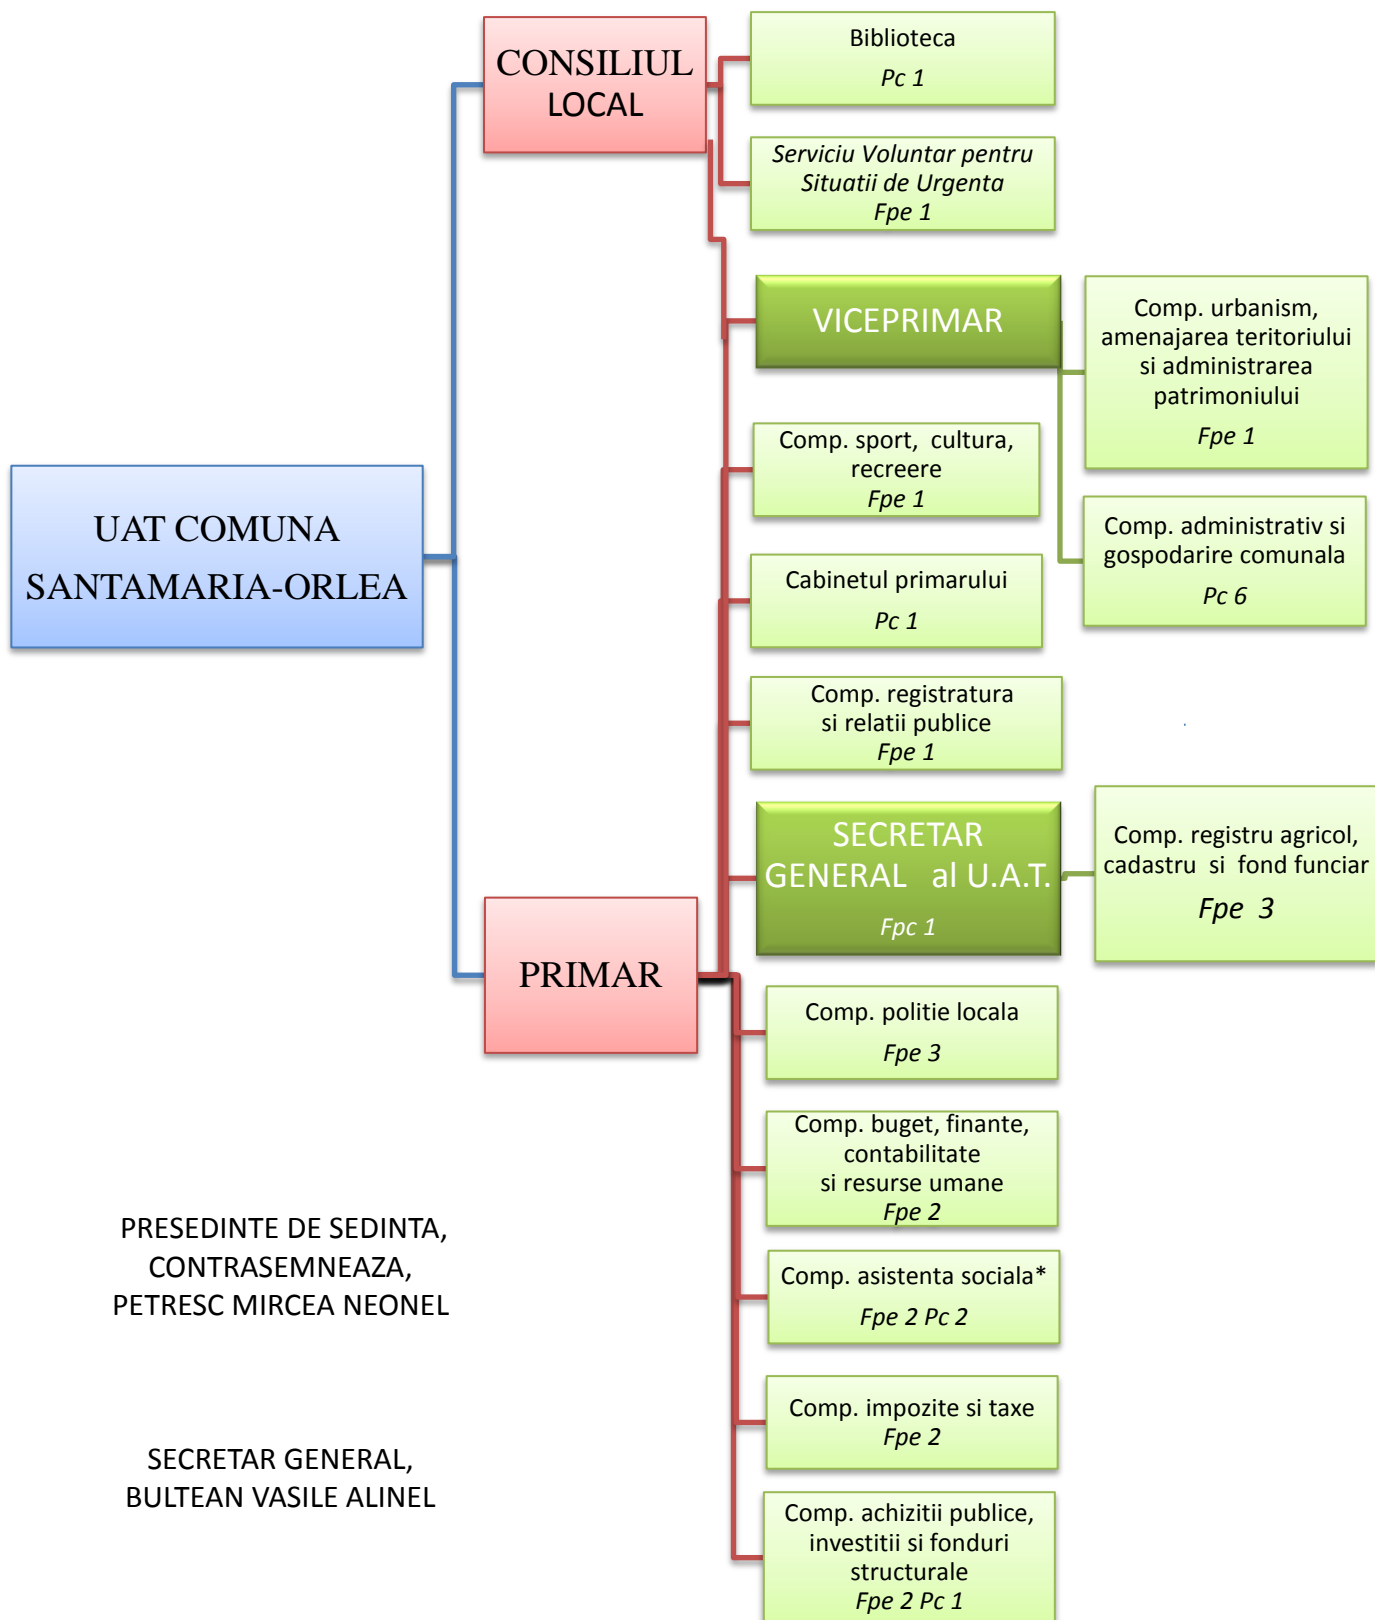 CONSILIUL
LOCAL
Biblioteca
Pc 1
Serviciu Voluntar pentru
Situatii de Urgenta
Fpe 1
VICEPRIMAR
Comp. urbanism,
amenajarea teritoriului
si administrarea
patrimoniului
Fpe 1
Comp. sport, cultura,
recreere
Fpe 1
UAT COMUNA
SANTAMARIA-ORLEA
Comp. administrativ si
gospodarire comunala
Pc 6
Cabinetul primarului
Pc 1
Comp. registratura
si relatii publice
Fpe 1
SECRETAR
GENERAL al U.A.T.
Fpc 1
Comp. registru agricol,
cadastru si fond funciar
Fpe 3
PRIMAR
Comp. politie locala
Fpe 3
Comp. buget, finante,
contabilitate
si resurse umane
Fpe 2
Comp. asistenta sociala*
Fpe 2 Pc 2
Comp. impozite si taxe
Fpe 2
Comp. achizitii publice,
investitii si fonduri
structurale
Fpe 2 Pc 1
PRESEDINTE DE SEDINTA,
CONTRASEMNEAZA,
PETRESC MIRCEA NEONEL
SECRETAR GENERAL,
BULTEAN VASILE ALINEL